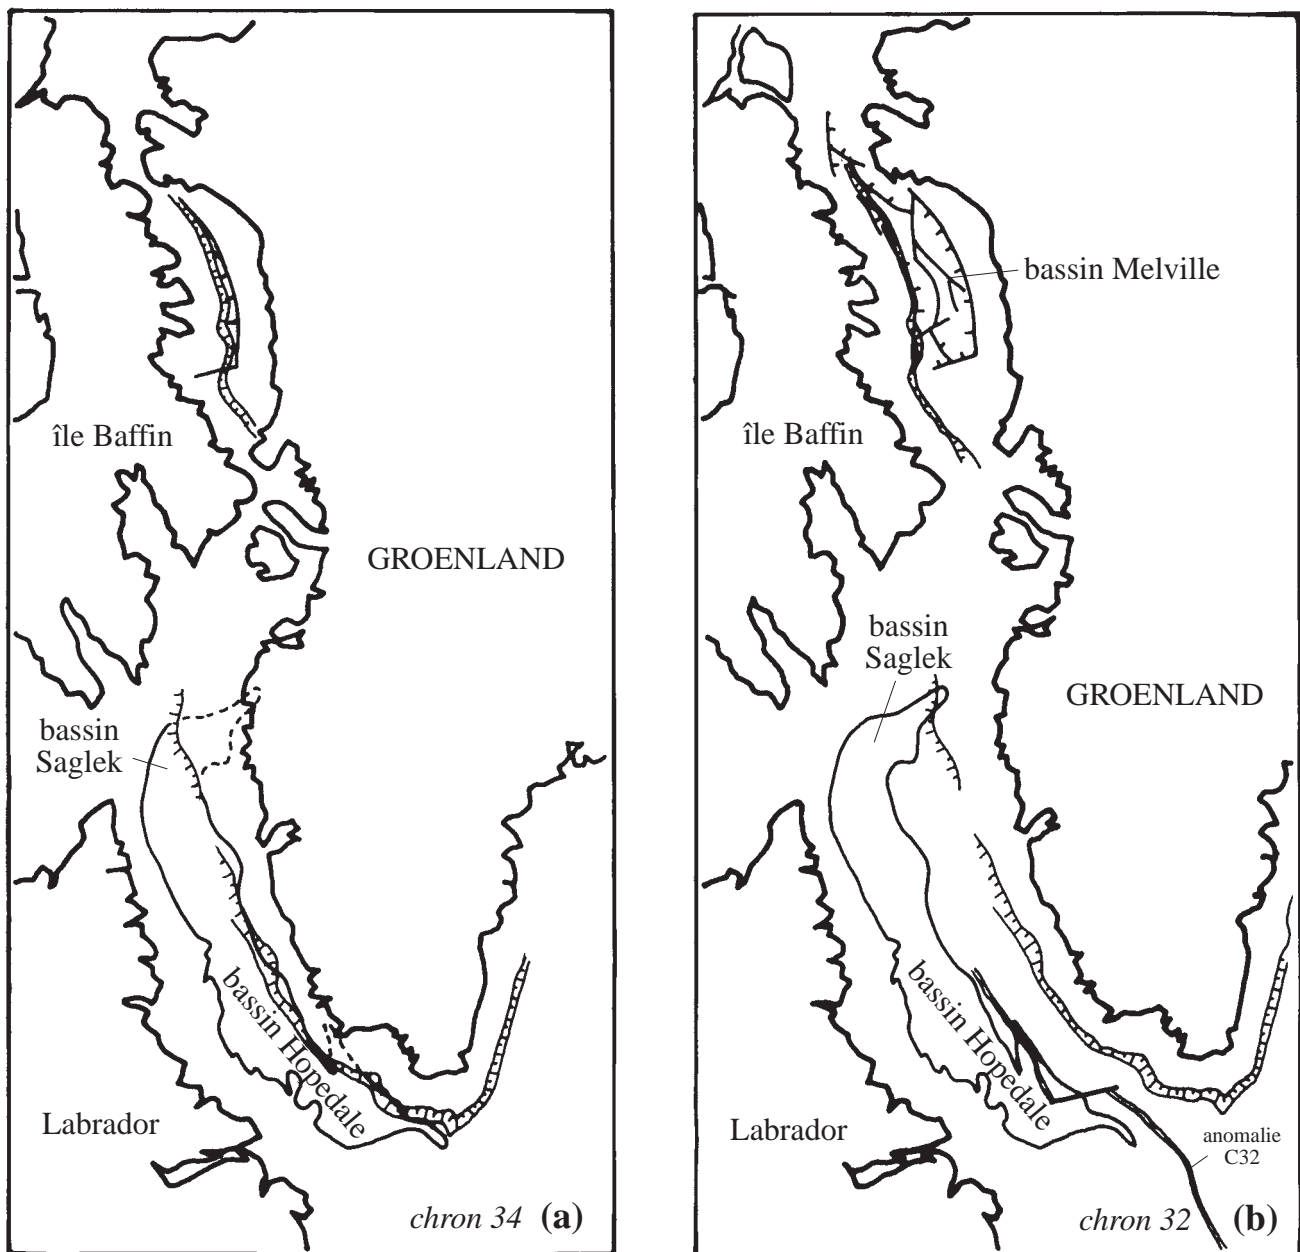 île Baffin
GROENLAND
bassin
Saglek
bassin Hopedale
Labrador
chron 34 (a)
bassin Melville
île Baffin
bassin
Saglek
GROENLAND
bassin Hopedale
Labrador
anomalie
C32
chron 32 (b)